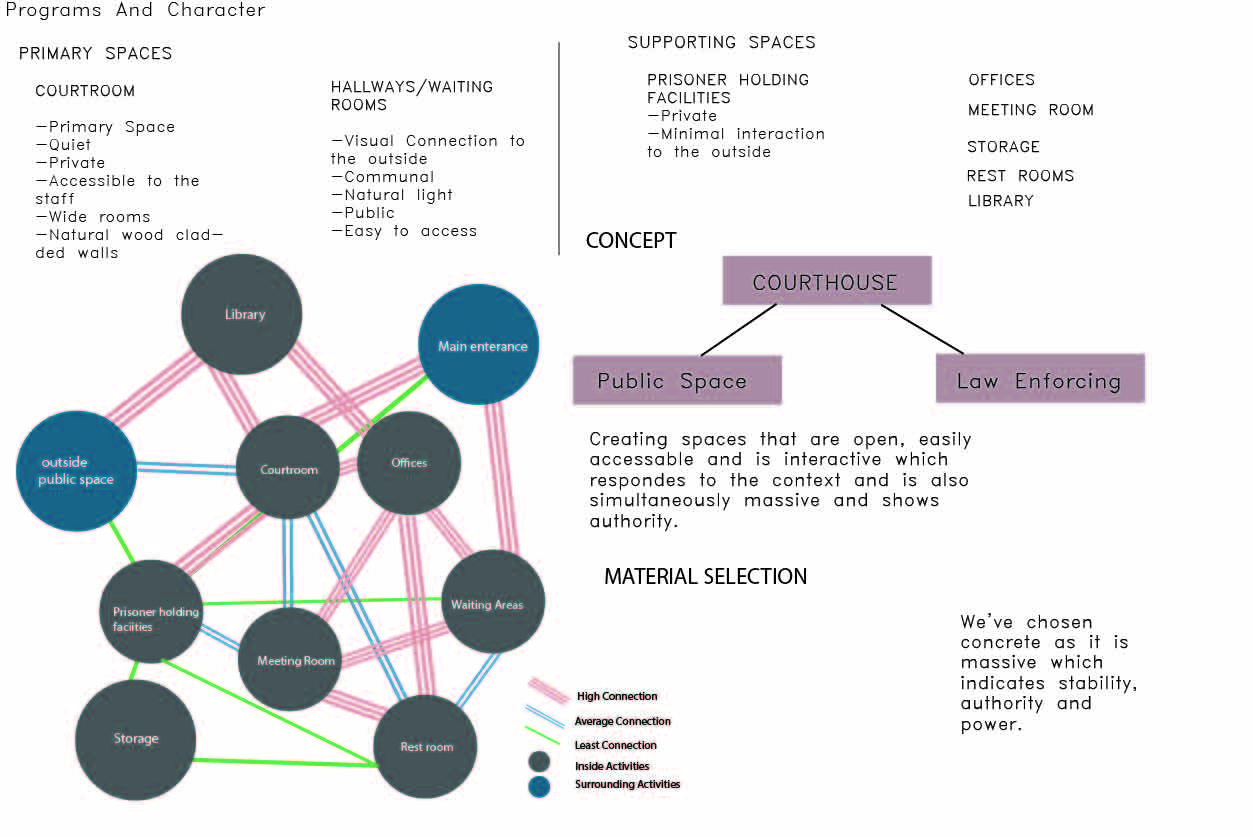 Programs And Character
PRIMARY SPACES
COURTROOM
-Primary Space
-Quiet
-Private
-Accessible to the
staff
-Wide rooms
-Natural wood clad-
ded walls
HALLWAYS/WAITING
ROOMS
-Visual Connection to
the outside
-Communal
-Natural light
-Public
-Easy to access
SUPPORTING SPACES
PRISONER HOLDING
FACILITIES
-Private
-Minimal interaction
to the outside
OFFICES
MEETING ROOM
STORAGE
REST ROOMS
LIBRARY
CONCEPT
COURTHOUSE
Public Space
Law Enforcing
Creating spaces that are open, easily
accessable and is interactive which
respondes to the context and is also
simultaneously massive and shows
authority.
MATERIAL SELECTION
We've chosen
concrete as it is
massive which
indicates stability,
authority and
power.
Library
Main enterance
outside
public space
Courtroom
Offices
Prisoner holding
faciities
Waiting Areas
Meeting Room
Storage
Rest room
High Connection
Average Connection
Least Connection
Inside Activities
Surrounding Activities